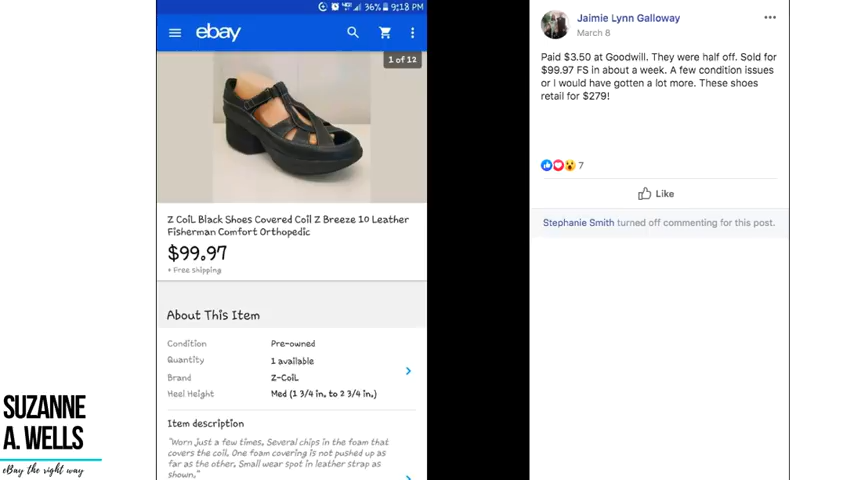 36% 9:18 PM
ebay
1 of 12
Z CoiL Black Shoes Covered Coil Z Breeze 10 Leather
Fisherman Comfort Orthopedic
$99.97
+ Free Shipping
About This Item
Condition Pre-owned
Quantity 1 available
Brand Z-CoiL
Heel Height Med (1 3/4 in. to 2 3/4 in.)
Item description
"Worn just a few times. Several chips in the foam that
covers the coil. One foam covering is not pushed up as
far as the other. Small wear spot in leather strap as
shown."
Jaimie Lynn Galloway
March 8
Paid $3.50 at Goodwill. They were half off. Sold for
$99.97 FS in about a week. A few condition issues
or I would have gotten a lot more. These shoes
retail for $279!
7
Like
Stephanie Smith turned off commenting for this post.
SUZANNE
A. WELLS
eBay the right way